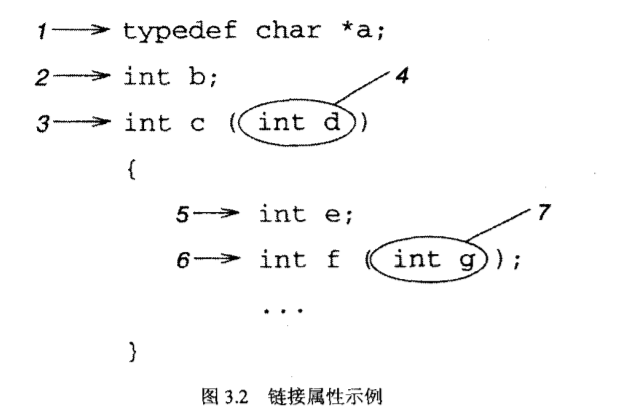 1 typedef char *a;
2 int b; 4
3 int c ( int d )
{
5 int e; 7
6 int f ( int g );
...
}
图 3.2 链接属性示例